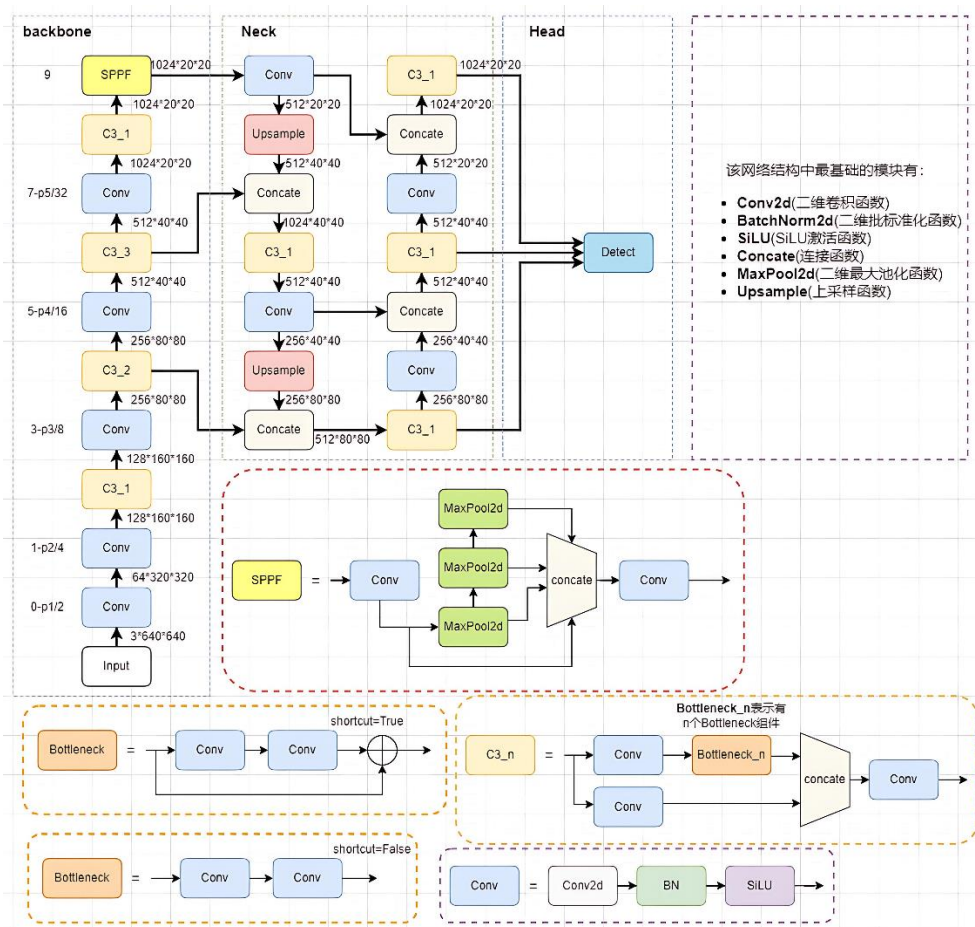 backbone
Neck
Head
9
SPPF
1024*20*20
C3_1
1024*20*20
7-p5/32
Conv
512*40*40
C3_3
512*40*40
5-p4/16
Conv
256*80*80
C3_2
256*80*80
3-p3/8
Conv
128*160*160
C3_1
128*160*160
1-p2/4
Conv
64*320*320
0-p1/2
Conv
3*640*640
Input
1024*20*20
Conv
512*20*20
Upsample
512*40*40
Concate
1024*40*40
C3_1
512*40*40
Conv
256*40*40
Upsample
256*80*80
Concate
512*80*80
C3_1
1024*20*20
1024*20*20
Concate
512*20*20
Conv
512*40*40
C3_1
512*40*40
Concate
256*40*40
Conv
256*80*80
C3_1
Detect
该网络结构中最基础的模块有:
Conv2d(二维卷积函数)
BatchNorm2d(二维批标准化函数)
SiLU(SiLU激活函数)
Concate(连接函数)
MaxPool2d(二维最大池化函数)
Upsample(上采样函数)
SPPF
=
Conv
MaxPool2d
MaxPool2d
MaxPool2d
concate
Conv
shortcut=True
Bottleneck
=
Conv
Conv
Bottleneck_n表示有
n个Bottleneck组件
C3_n
=
Conv
Bottleneck_n
Conv
concate
Conv
shortcut=False
Bottleneck
=
Conv
Conv
Conv
=
Conv2d
BN
SiLU